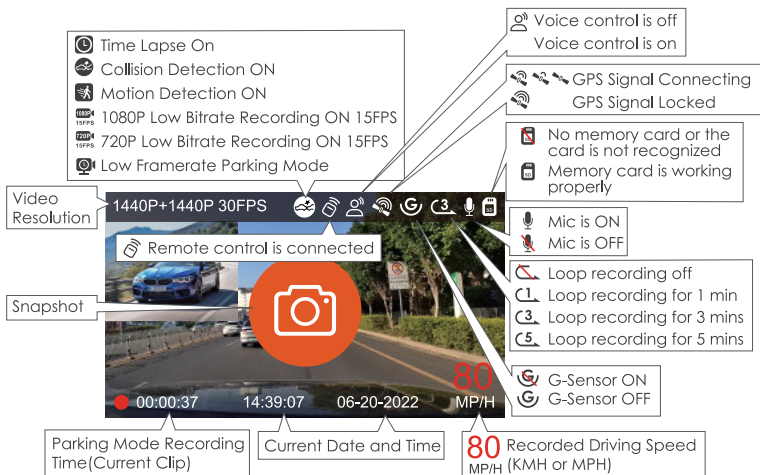 Time Lapse On
Collision Detection ON
Motion Detection ON
1080P 15FPS 1080P Low Bitrate Recording ON 15FPS
720P 15FPS 720P Low Bitrate Recording ON 15FPS
Low Framerate Parking Mode
Voice control is off
Voice control is on
GPS Signal Connecting
GPS Signal Locked
SD No memory card or the
card is not recognized
SD Memory card is working
properly
Video
Resolution
1440P+1440P 30FPS
G
3
SD
Remote control is connected
Mic is ON
Mic is OFF
Loop recording off
1 Loop recording for 1 min
3 Loop recording for 3 mins
5 Loop recording for 5 mins
Snapshot
G G-Sensor ON
G G-Sensor OFF
80
MP/H
00:00:37
14:39:07
06-20-2022
Parking Mode Recording
Time(Current Clip)
Current Date and Time
80 Recorded Driving Speed
MP/H (KMH or MPH)